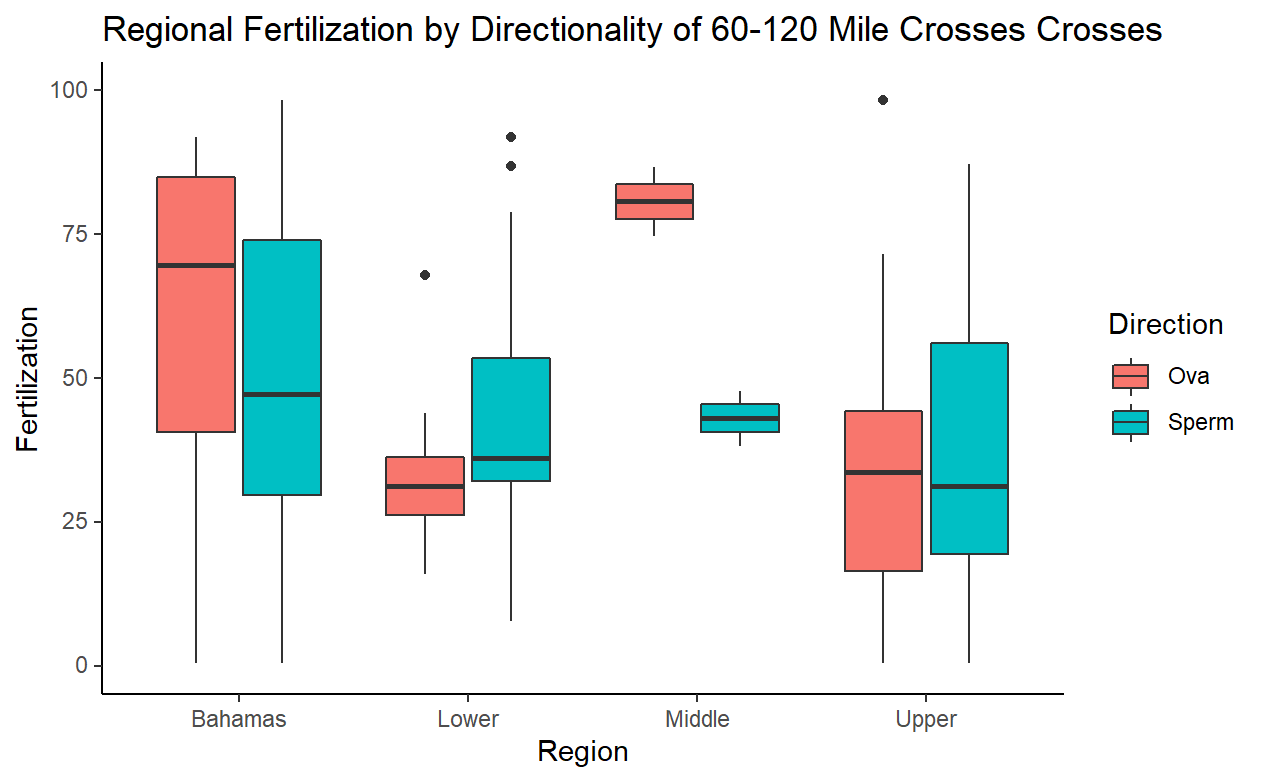 Regional Fertilization by Directionality of 60-120 Mile Crosses Crosses
100
75
50
25
0
Fertilization
Bahamas
Lower
Middle
Upper
Region
Direction
Ova
Sperm